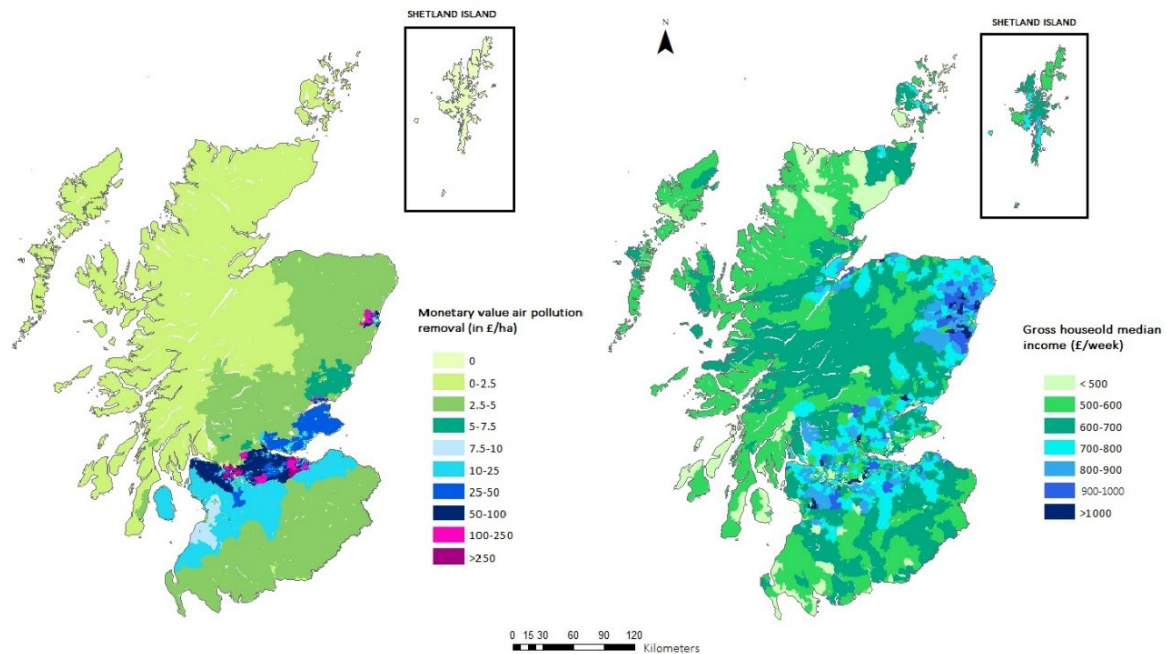 SHETLAND ISLAND
Monetary value air pollution
removal (in £/ha)
0
0-2.5
2.5-5
5-7.5
7.5-10
10-25
25-50
50-100
100-250
>250
N
SHETLAND ISLAND
Gross houseold median
income (£/week)
< 500
500-600
600-700
700-800
800-900
900-1000
>1000
0 15 30 60 90 120
Kilometers